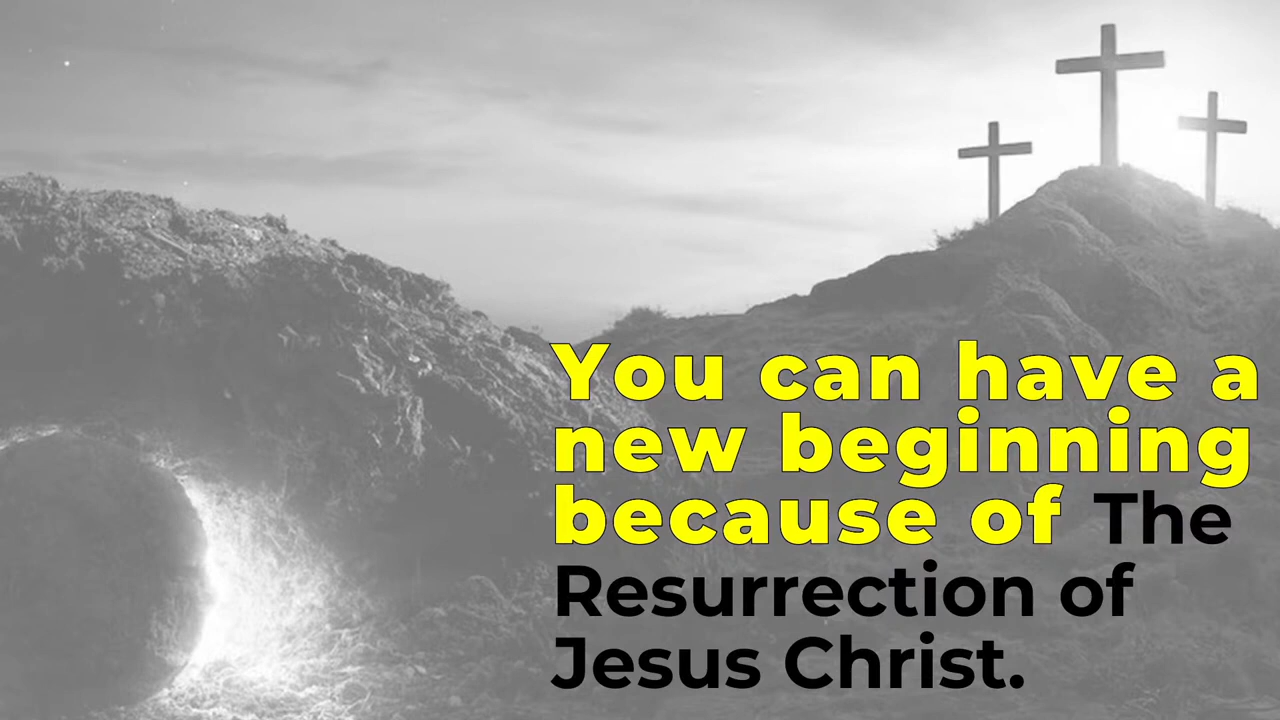 You can have a
new beginning
because of The
Resurrection of
Jesus Christ.